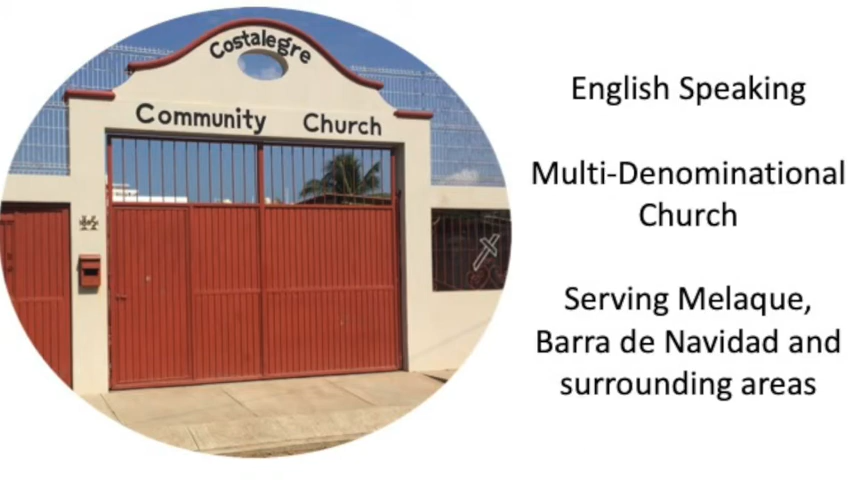 Costalegre
Community Church
English Speaking
Multi-Denominational
Church
Serving Melaque,
Barra de Navidad and
surrounding areas